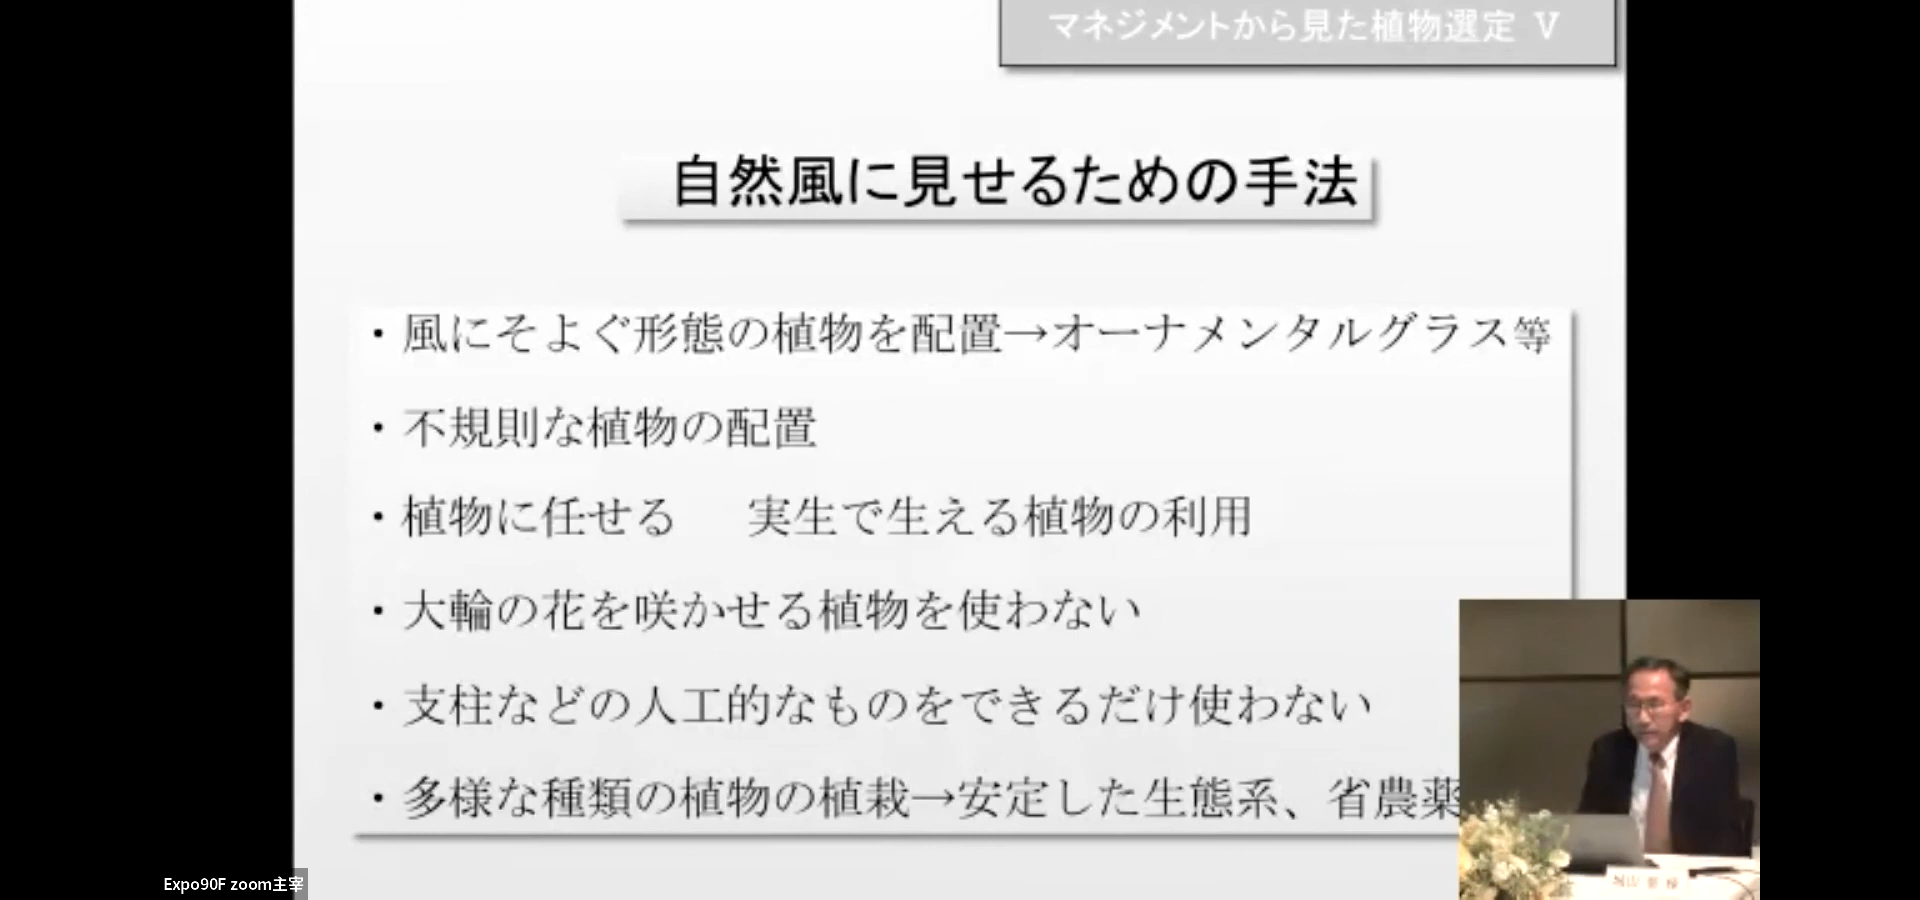 マネジメントから見た植物選定 Ⅴ
自然風に見せるための手法
・風にそよぐ形態の植物を配置→オーナメンタルグラス等
・不規則な植物の配置
・植物に任せる　実生で生える植物の利用
・大輪の花を咲かせる植物を使わない
・支柱などの人工的なものをできるだけ使わない
・多様な種類の植物の植栽→安定した生態系、省農薬
Expo90F zoom主宰